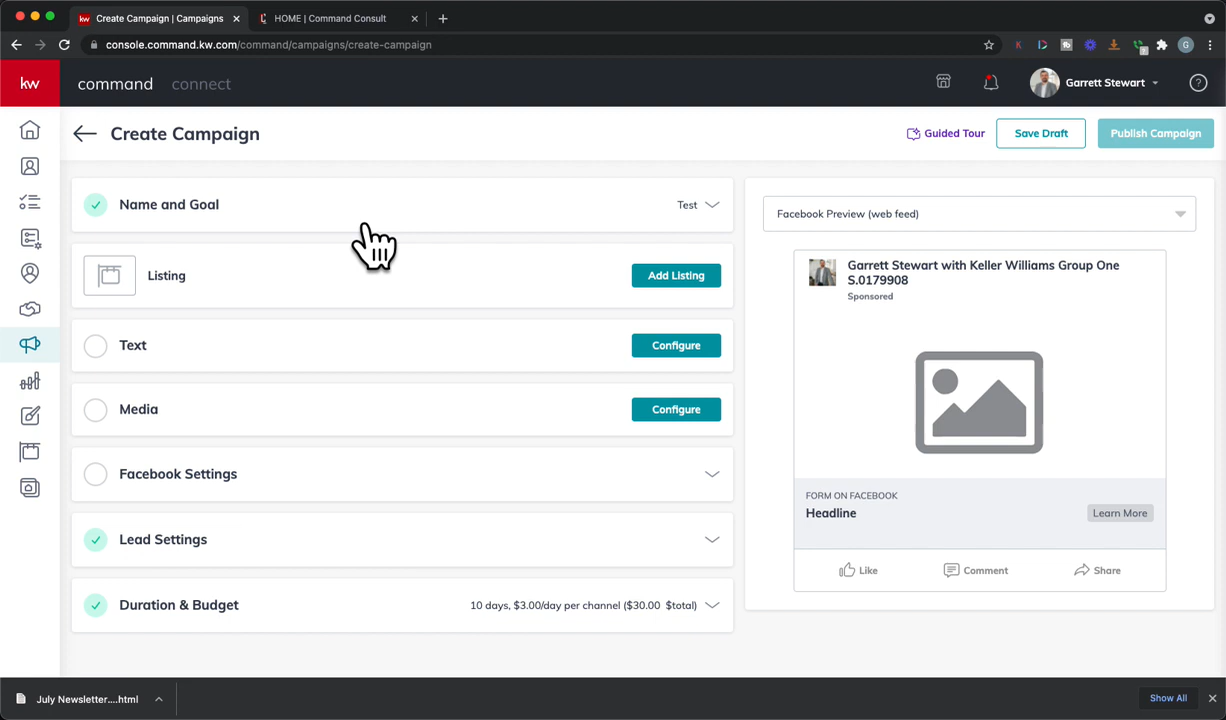 Create Campaign | Campaigns
HOME | Command Consult
console.command.kw.com/command/campaigns/create-campaign
kw
command
connect
Garrett Stewart
Create Campaign
Guided Tour
Save Draft
Publish Campaign
Name and Goal
Test
Listing
Add Listing
Text
Configure
Media
Configure
Facebook Settings
Lead Settings
Duration & Budget
10 days, $3.00/day per channel ($30.00 $total)
Facebook Preview (web feed)
Garrett Stewart with Keller Williams Group One
S.0179908
Sponsored
FORM ON FACEBOOK
Headline
Learn More
Like
Comment
Share
July Newsletter....html
Show All